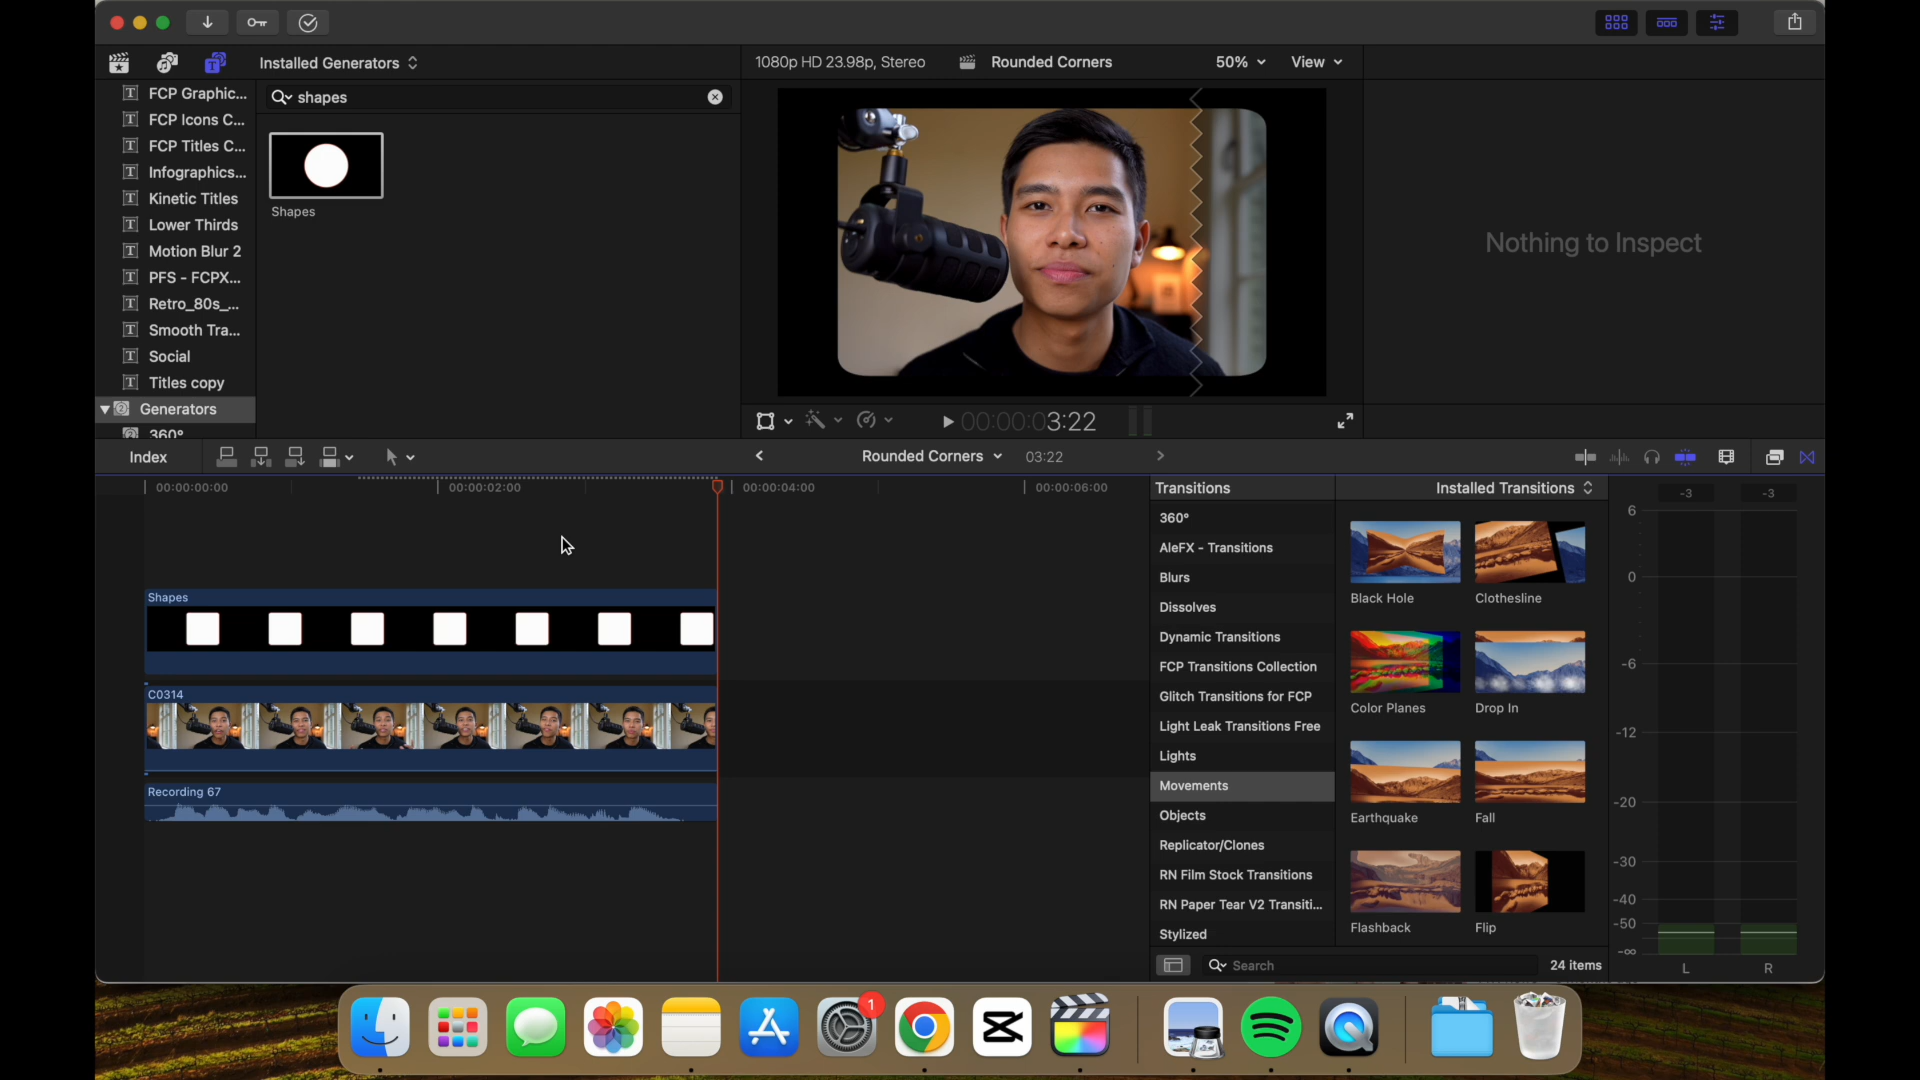 Installed Generators
1080p HD 23.98p, Stereo
Rounded Corners
50%
View
FCP Graphic...
FCP Icons C...
FCP Titles C...
Infographics...
Kinetic Titles
Lower Thirds
Motion Blur 2
PFS - FCPX...
Retro_80s_...
Smooth Tra...
Social
Titles copy
Generators
360°
shapes
Shapes
Nothing to Inspect
00:00:03:22
Index
Rounded Corners
03:22
00:00:00:00
00:00:02:00
00:00:04:00
00:00:06:00
Shapes
C0314
Recording 67
Transitions
Installed Transitions
360°
AleFX - Transitions
Blurs
Dissolves
Dynamic Transitions
FCP Transitions Collection
Glitch Transitions for FCP
Light Leak Transitions Free
Lights
Movements
Objects
Replicator/Clones
RN Film Stock Transitions
RN Paper Tear V2 Transiti...
Stylized
Black Hole
Clothesline
Color Planes
Drop In
Earthquake
Fall
Flashback
Flip
Search
24 items
-3
-3
6
0
-6
-12
-20
-30
-40
-50
-∞
L
R
1